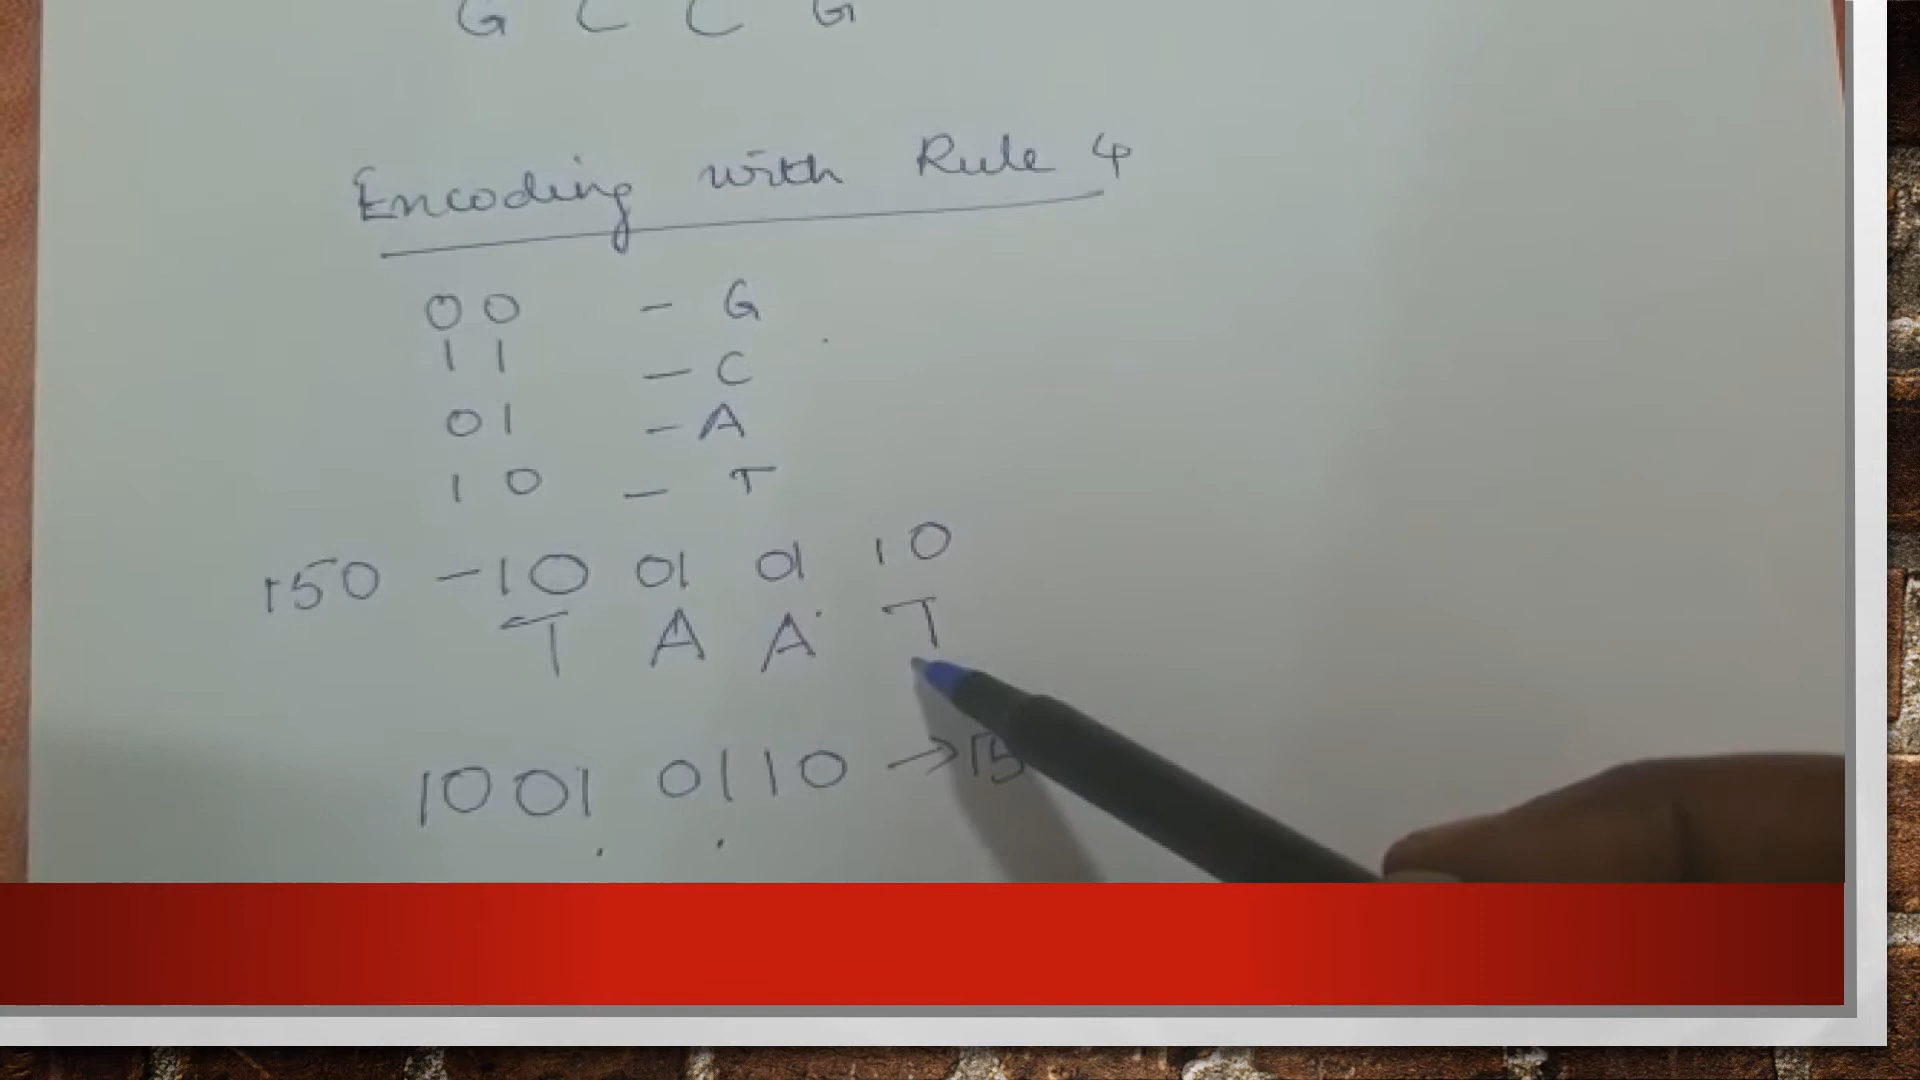 G C C G
Encoding with Rule 4
00 - G
11 - C
01 - A
10 - T
150 - 10 01 01 10
T A A T
1001 0110 → 15